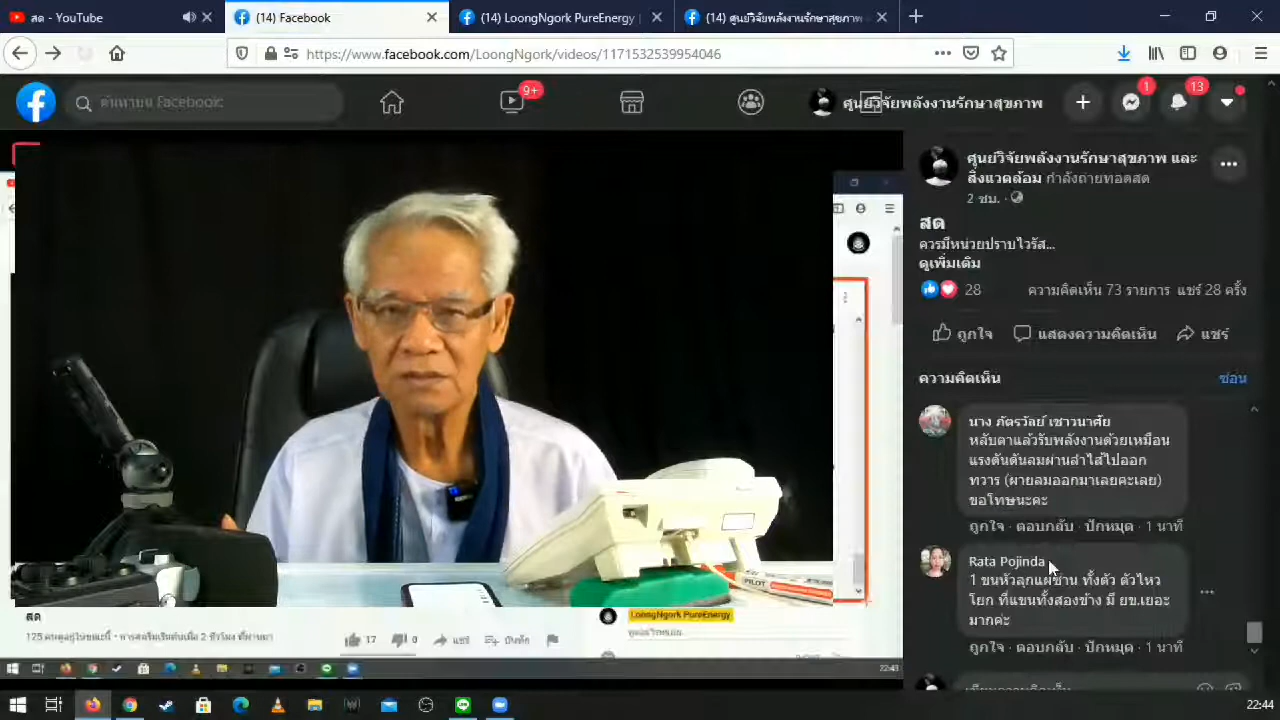 สด - YouTube
(14) Facebook
(14) LoongNgork PureEnergy |
(14) ศูนย์วิจัยพลังงานรักษาสุขภาพ
https://www.facebook.com/LoongNgork/videos/1171532539954046
ค้นหาบน Facebook
9+
ศูนย์วิจัยพลังงานรักษาสุขภาพ
1
13
ศูนย์วิจัยพลังงานรักษาสุขภาพ และ
สิ่งแวดล้อม กำลังถ่ายทอดสด
2 ชม.
สด
ควรมีหน่วยปราบไวรัส...
ดูเพิ่มเติม
28
ความคิดเห็น 73 รายการ แชร์ 28 ครั้ง
ถูกใจ
แสดงความคิดเห็น
แชร์
ความคิดเห็น
ซ่อน
นาง ภัตรวัลย์ เชาวนาศัย
หลับตาแล้วรับพลังงานด้วยเหมือน
แรงดันดันลมผ่านลำไส้ไปออก
ทวาร (ผายลมออกมาเลยคะเลย)
ขอโทษนะคะ
ถูกใจ · ตอบกลับ · ปักหมุด · 1 นาที
Rata Pojinda
1 ขนหัวลุกแผ่ซ่าน ทั้งตัว ตัวไหว
โยก ที่แขนทั้งสองข้าง มี ยข.เยอะ
มากค่ะ
ถูกใจ · ตอบกลับ · ปักหมุด · 1 นาที
เขียนความคิดเห็น
PILOT
สด
17
0
แชร์
บันทึก
LoongNgork PureEnergy
22:43
22:44